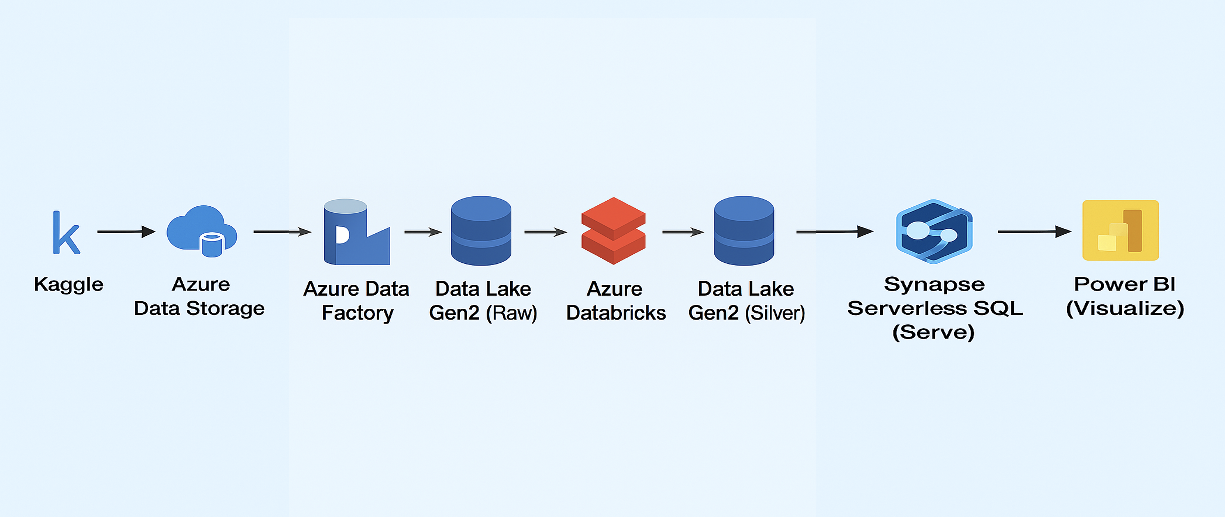 k
Kaggle
Azure
Data Storage
Azure Data
Factory
Data Lake
Gen2 (Raw)
Azure
Databricks
Data Lake
Gen2 (Silver)
Synapse
Serverless SQL
(Serve)
Power BI
(Visualize)